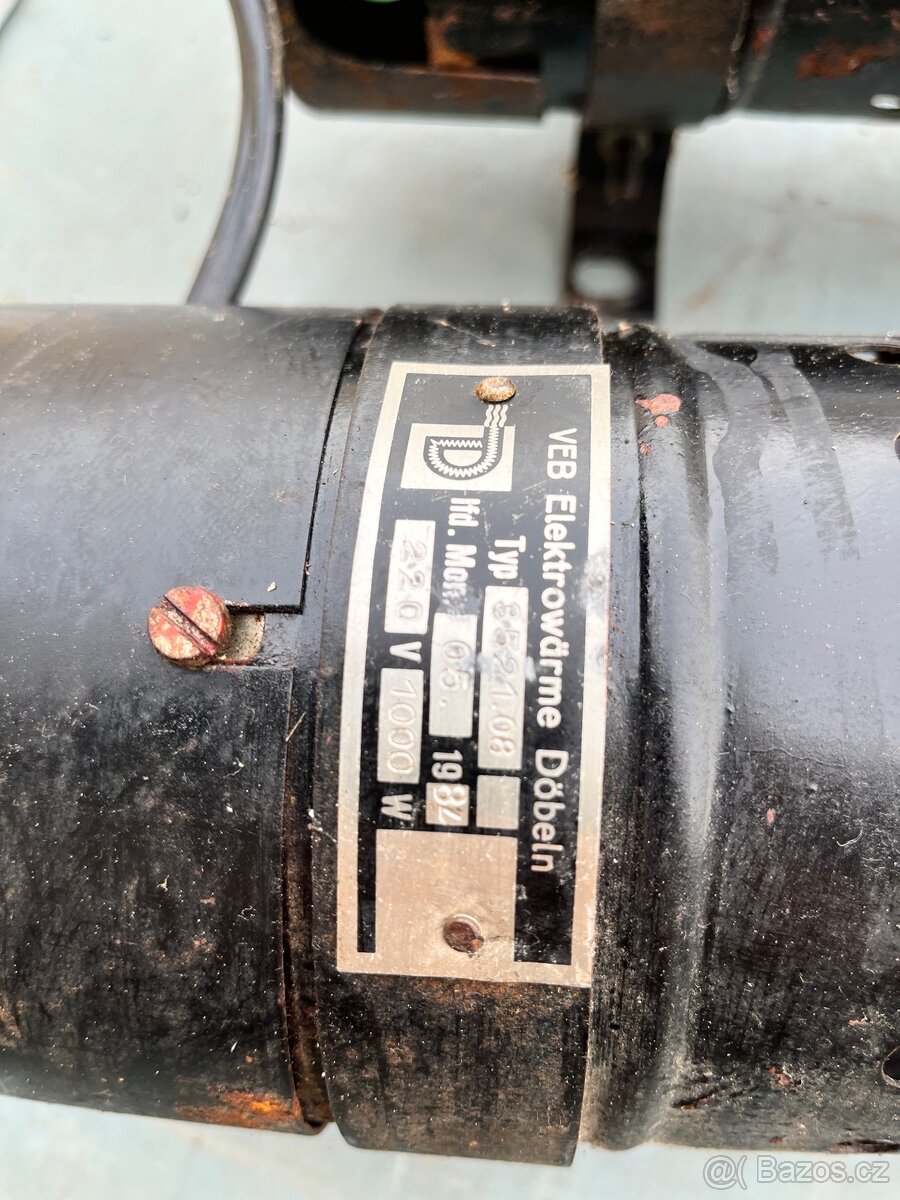 VEB Elektrowärme Döbeln
D
Typ 8521.08
lfd. Mon. 05. 1982
220 V 1000 W
@( Bazos.cz